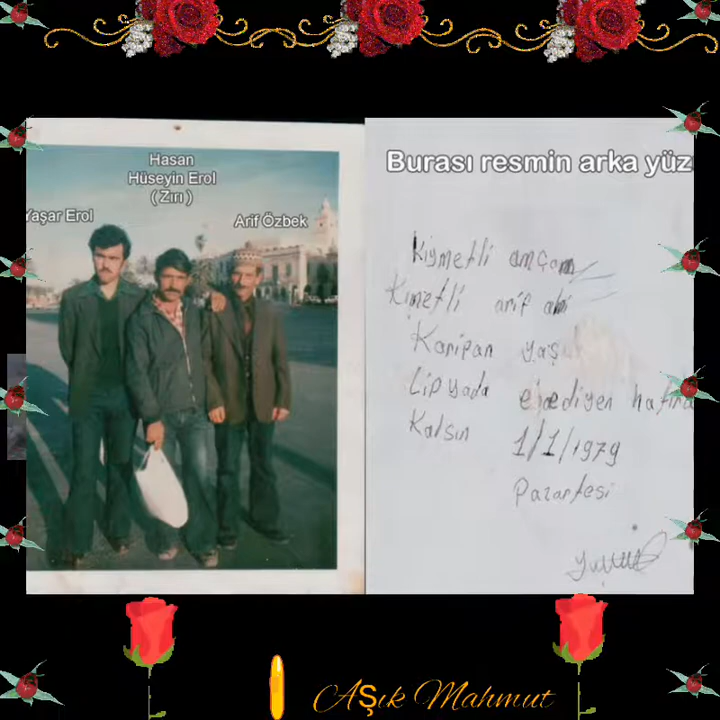 Hasan
Hüseyin Erol
( Zırı )
Yaşar Erol
Arif Özbek
Burası resmin arka yüz
Kıymetli amçam
Kımetli arif abi
Karipan yaş
Lipyada ebediyen hatıra
Kalsın 1/1/1979
Pazartesi
AŞık Mahmut